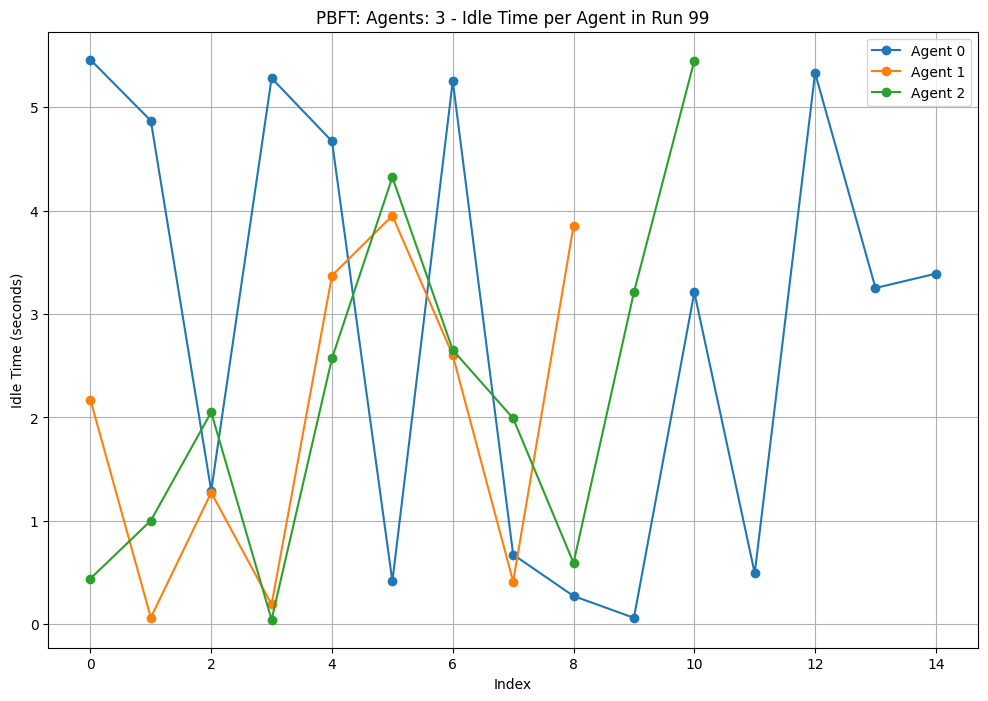 PBFT: Agents: 3 - Idle Time per Agent in Run 99
Agent 0
Agent 1
Agent 2
Idle Time (seconds)
5
4
3
2
1
0
0 2 4 6 8 10 12 14
Index